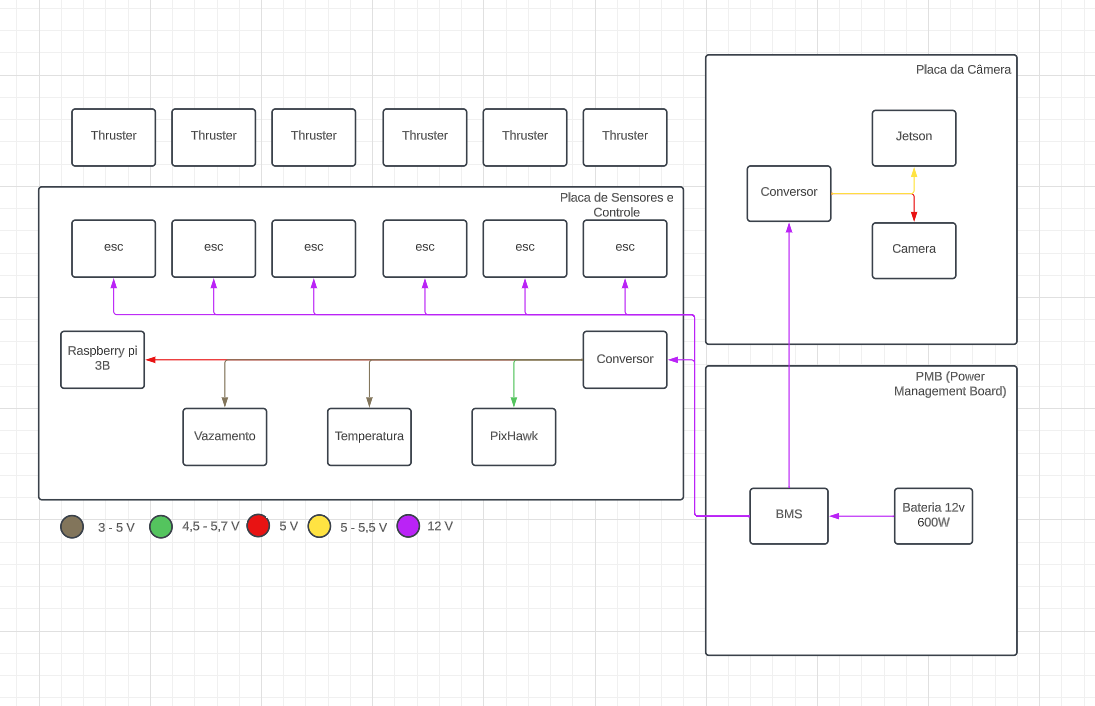 Placa da Câmera
Thruster
Thruster
Thruster
Thruster
Thruster
Thruster
Jetson
Conversor
Camera
Placa de Sensores e
Controle
esc
esc
esc
esc
esc
esc
Raspberry pi
3B
Conversor
Vazamento
Temperatura
PixHawk
PMB (Power
Management Board)
BMS
Bateria 12v
600W
3 - 5 V
4,5 - 5,7 V
5 V
5 - 5,5 V
12 V